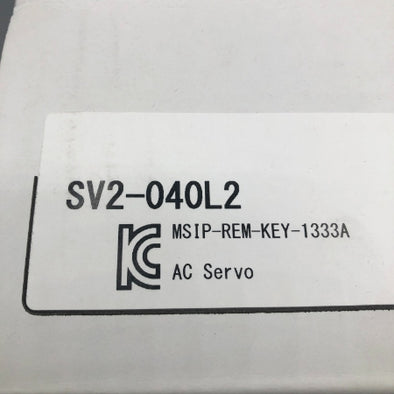 SV2-040L2
MSIP-REM-KEY-1333A
AC Servo